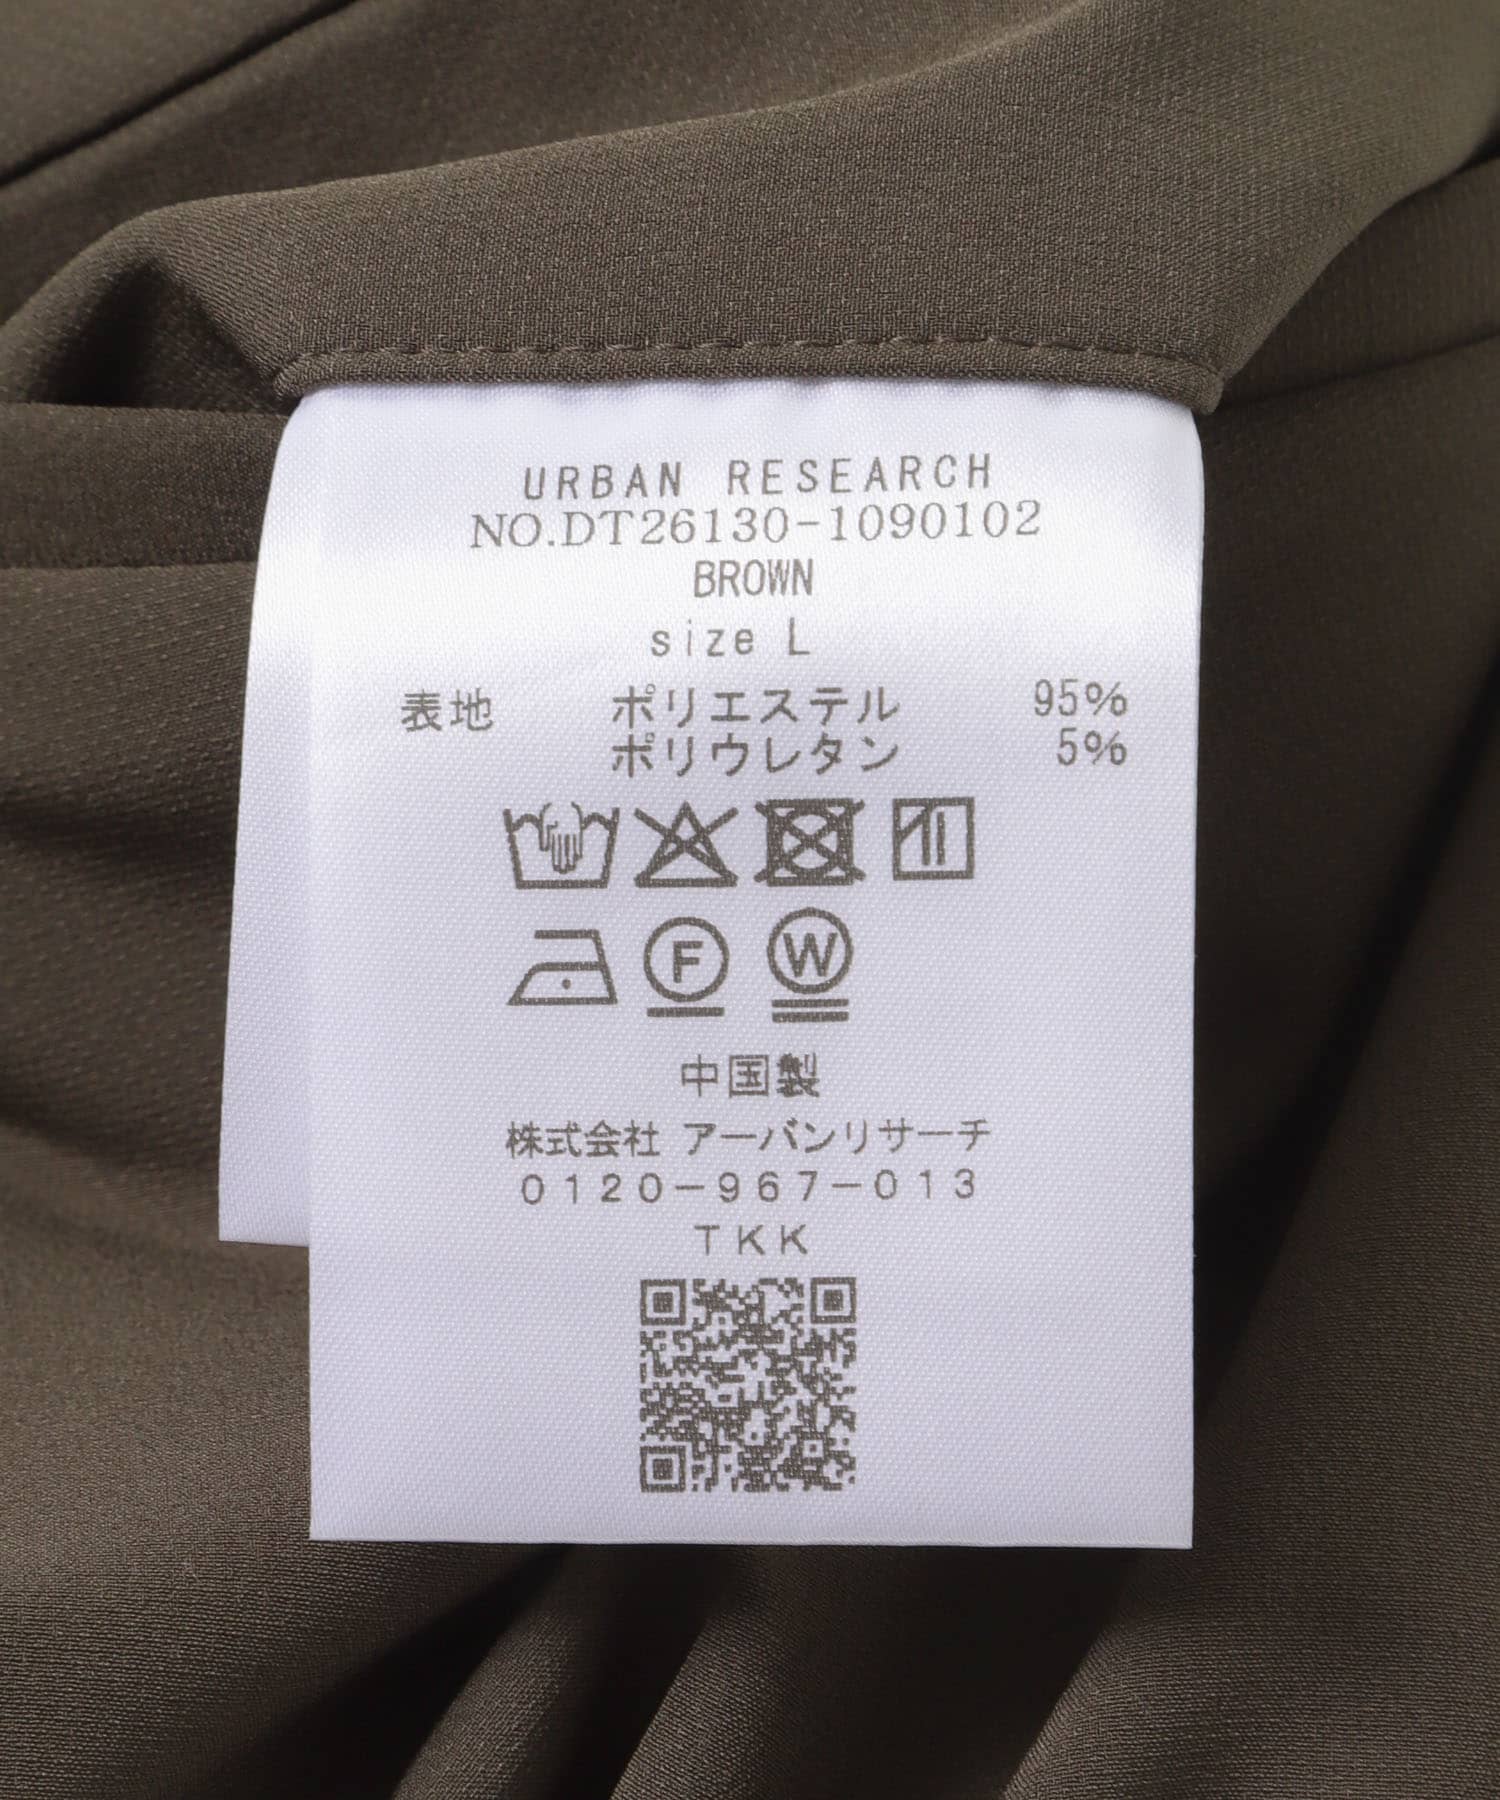 URBAN RESEARCH
NO.DT26130-1090102
BROWN
size L
表地 ポリエステル 95%
ポリウレタン 5%
F W
中国製
株式会社 アーバンリサーチ
0120-967-013
TKK